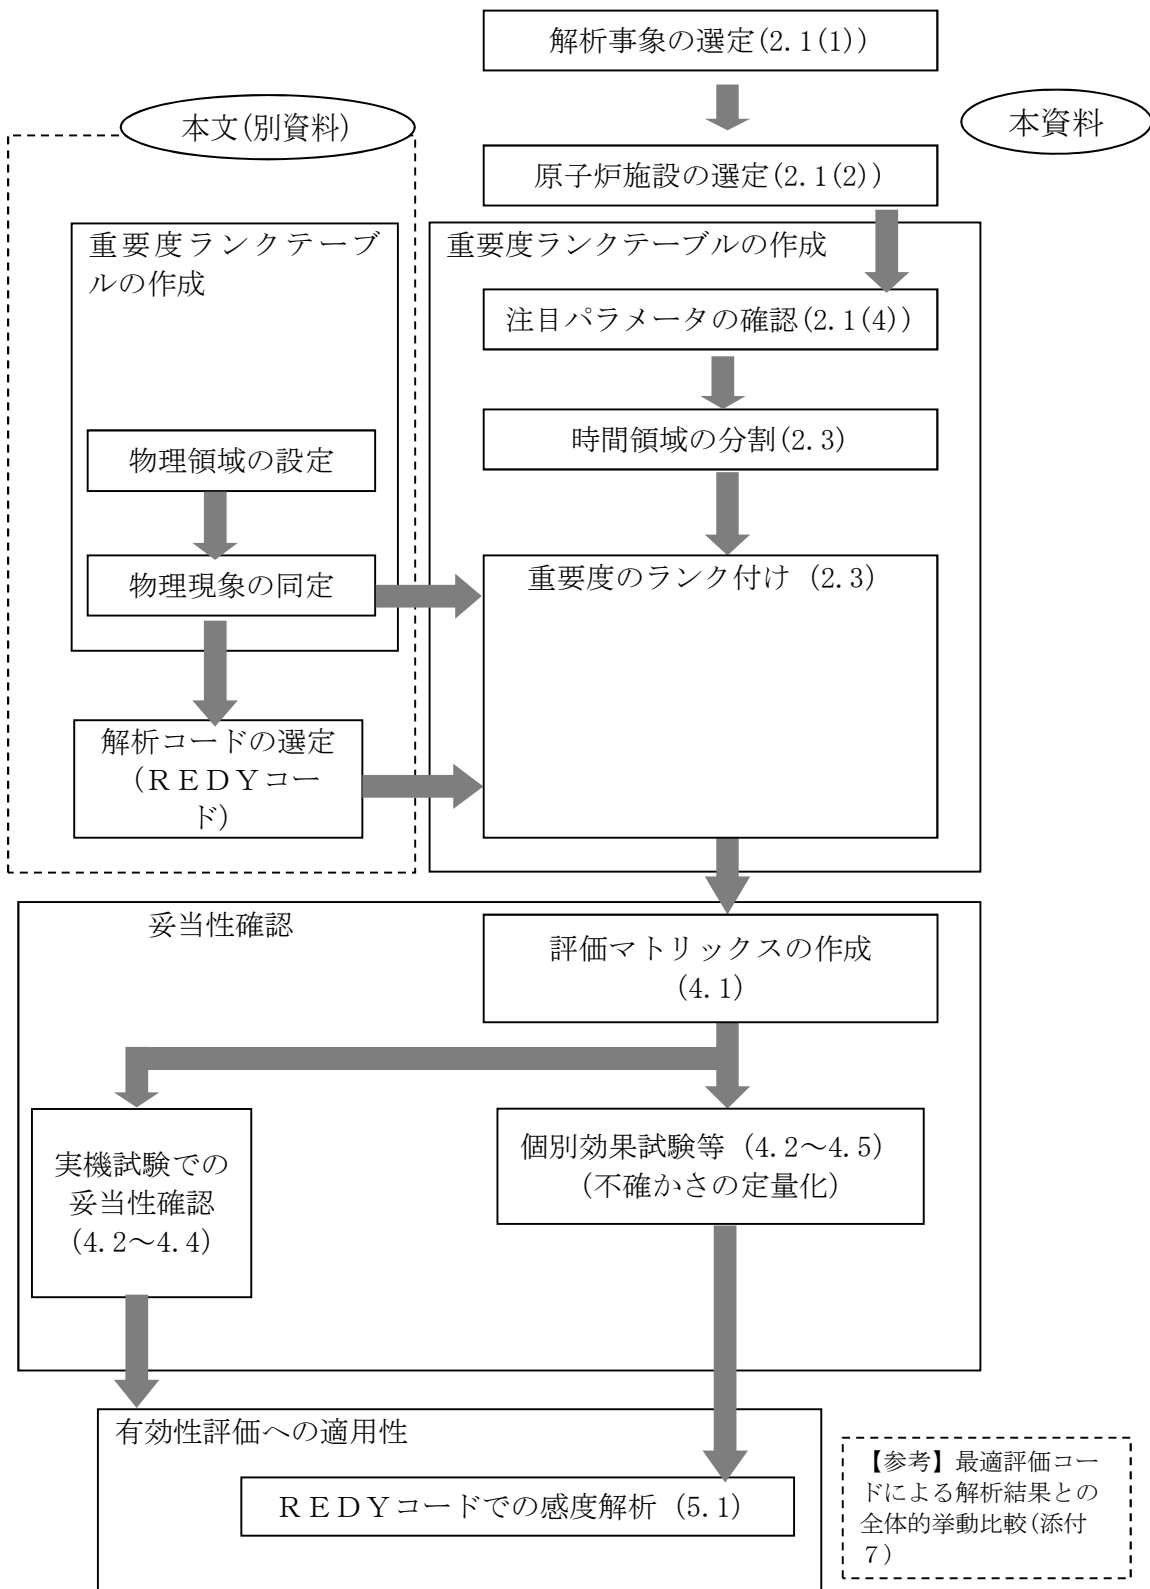 解析事象の選定(2.1(1))
本文(別資料)
本資料
原子炉施設の選定(2.1(2))
重要度ランクテーブ
ルの作成
重要度ランクテーブルの作成
注目パラメータの確認(2.1(4))
時間領域の分割(2.3)
物理領域の設定
物理現象の同定
重要度のランク付け (2.3)
解析コードの選定
(ＲＥＤＹコー
ド)
妥当性確認
評価マトリックスの作成
(4.1)
実機試験での
妥当性確認
(4.2～4.4)
個別効果試験等 (4.2～4.5)
(不確かさの定量化)
有効性評価への適用性
ＲＥＤＹコードでの感度解析 (5.1)
【参考】最適評価コー
ドによる解析結果との
全体的挙動比較(添付
７)